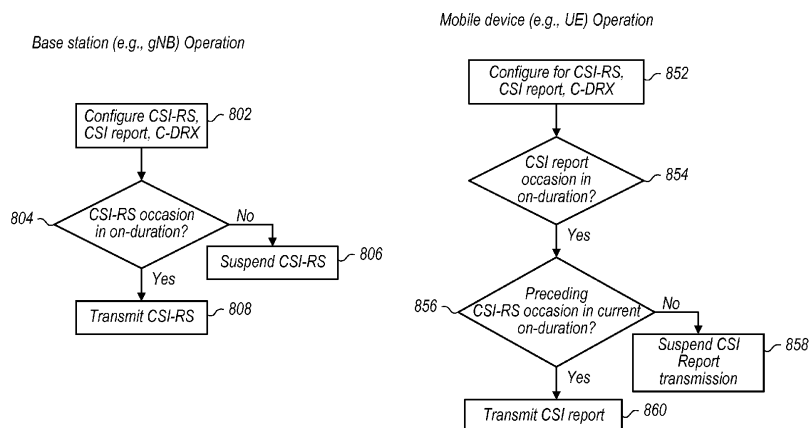 Base station (e.g., gNB) Operation
Configure CSI-RS,
CSI report, C-DRX
802
804
CSI-RS occasion
in on-duration?
No
Suspend CSI-RS
806
Yes
Transmit CSI-RS
808
Mobile device (e.g., UE) Operation
Configure for CSI-RS,
CSI report, C-DRX
852
CSI report
occasion in
on-duration?
854
Yes
856
Preceding
CSI-RS occasion in current
on-duration?
No
Suspend CSI
Report
transmission
858
Yes
Transmit CSI report
860